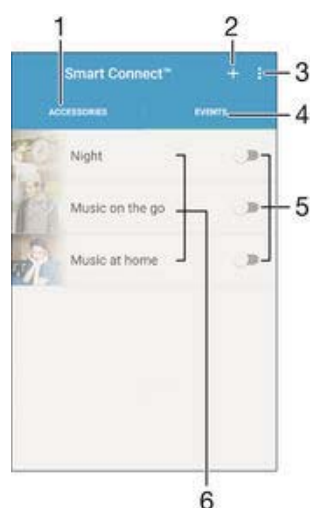 1
2
Smart Connect™ + 3
ACCESSORIES EVENTS 4
Night
Music on the go 5
Music at home
6